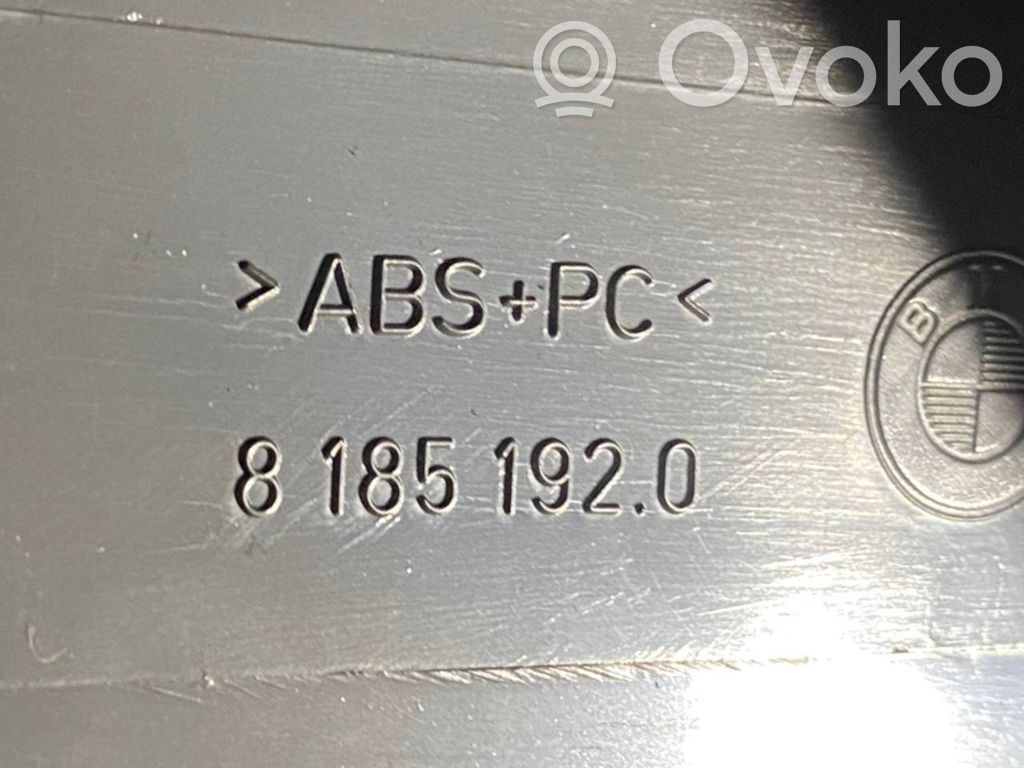 Ovoko
>ABS+PC<
8 185 192.0
B